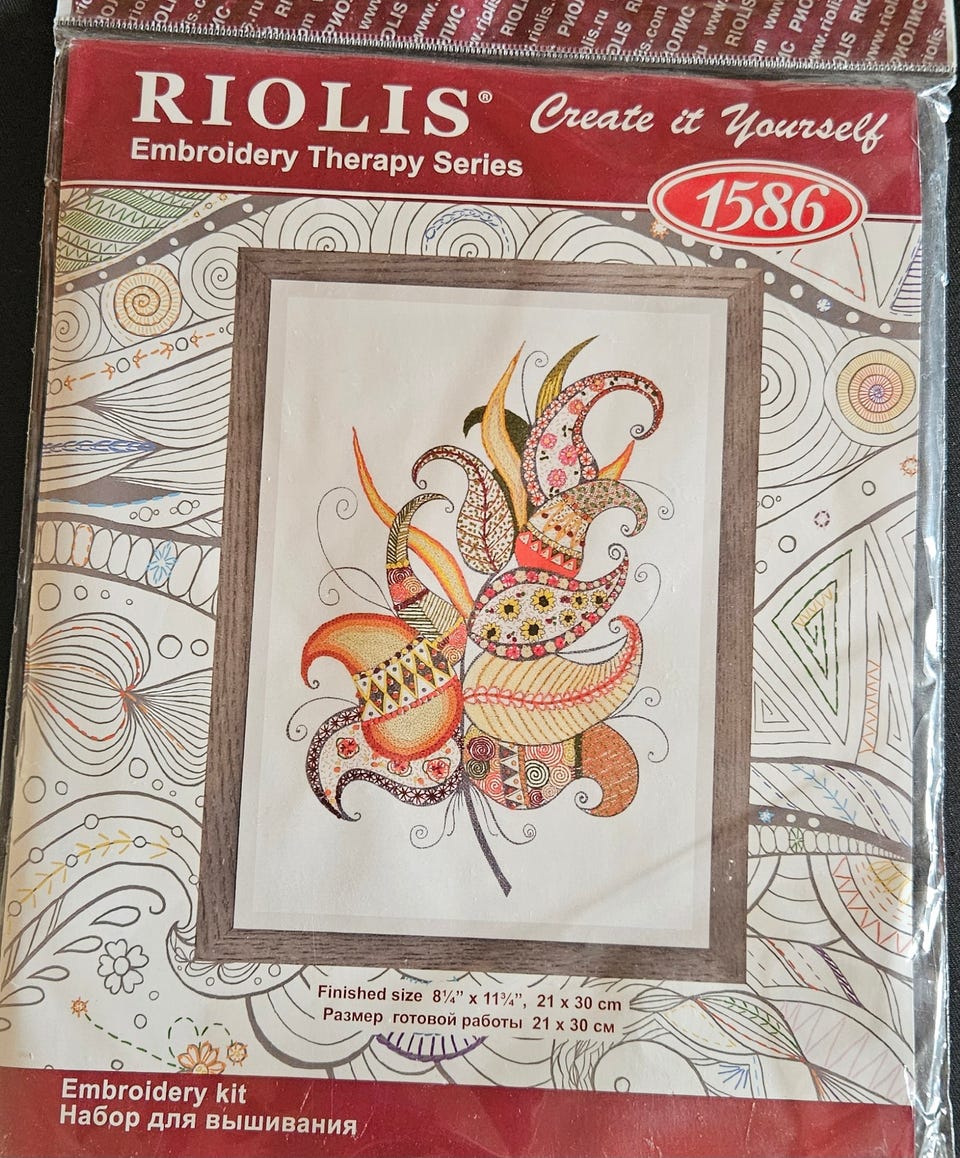 RIOLIS® Create it Yourself
Embroidery Therapy Series
1586
Finished size 8¼” x 11¾”, 21 x 30 cm
Размер готовой работы 21 x 30 см
Embroidery kit
Набор для вышивания